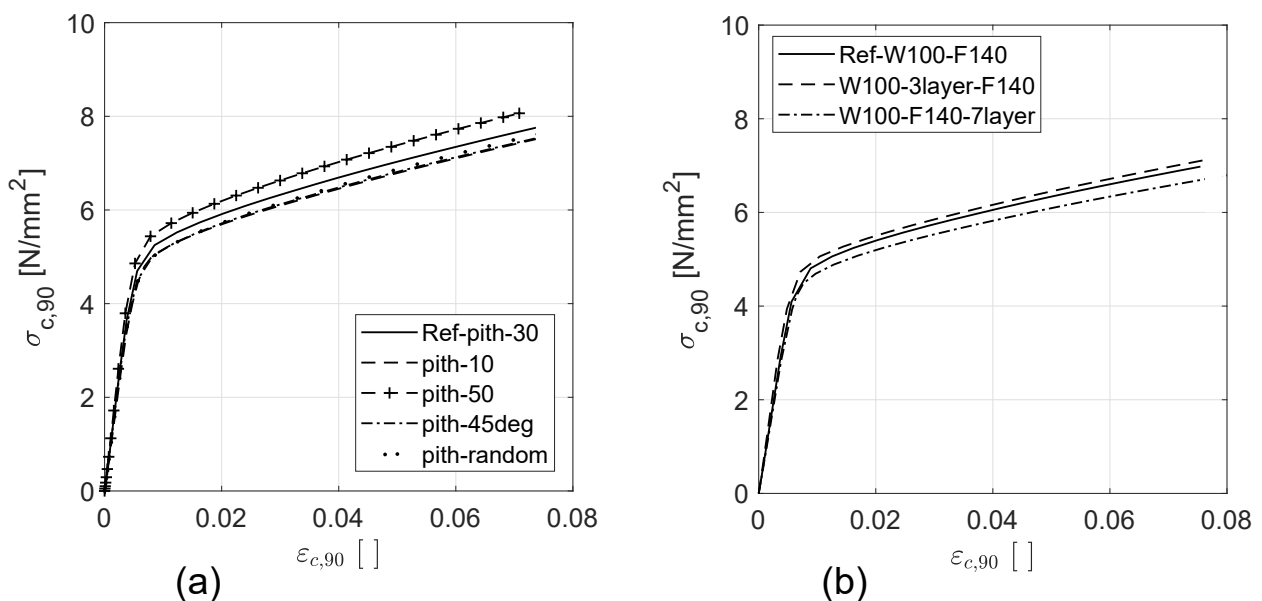 10
8
6
4
2
0
σc,90 [N/mm²]
Ref-pith-30
pith-10
pith-50
pith-45deg
pith-random
0 0.02 0.04 0.06 0.08
εc,90 [ ]
(a)
10
8
6
4
2
0
σc,90 [N/mm²]
Ref-W100-F140
W100-3layer-F140
W100-F140-7layer
0 0.02 0.04 0.06 0.08
εc,90 [ ]
(b)